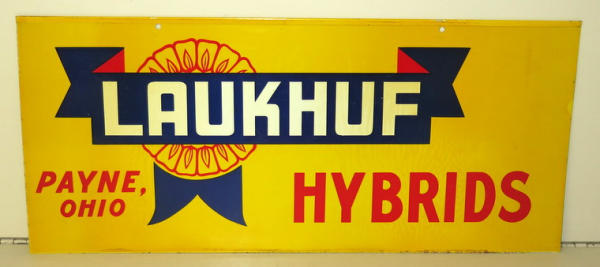 LAUKHUF
PAYNE,
OHIO
HYBRIDS